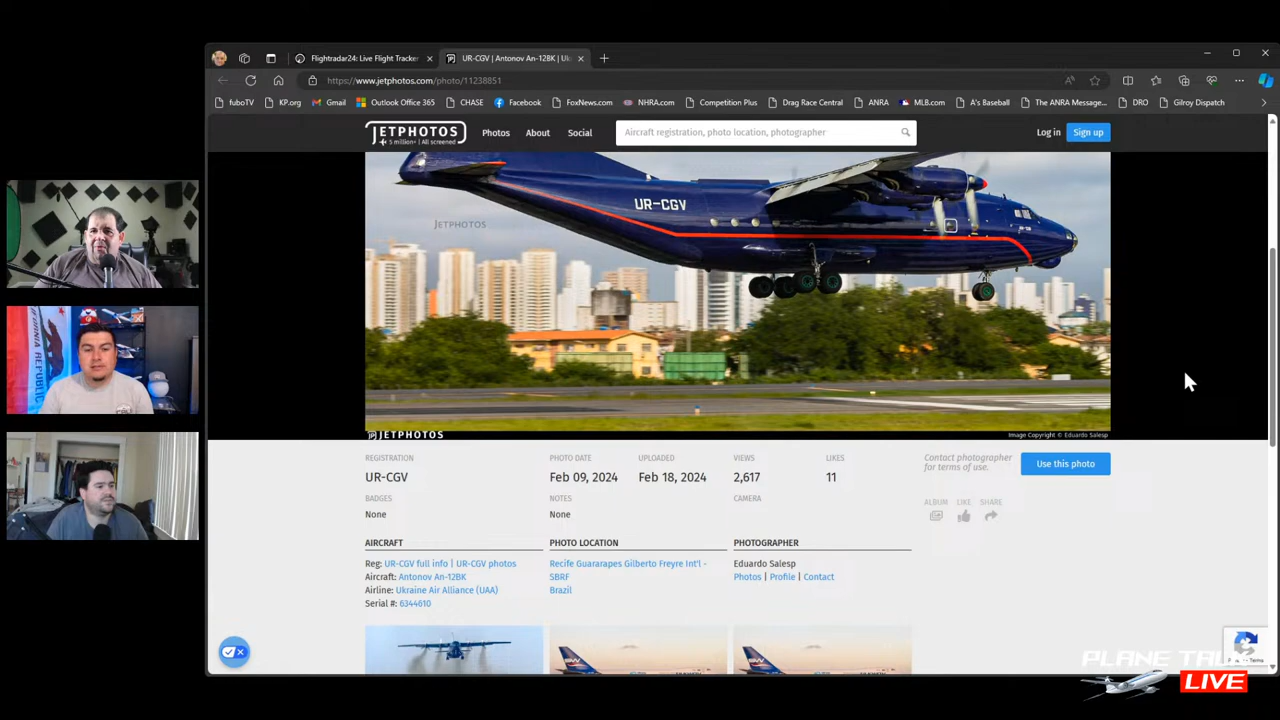 Flightradar24: Live Flight Tracker
UR-CGV | Antonov An-12BK | Uk
https://www.jetphotos.com/photo/11238851
fuboTV KP.org Gmail Outlook Office 365 CHASE Facebook FoxNews.com NHRA.com Competition Plus Drag Race Central ANRA MLB.com A's Baseball The ANRA Message... DRO Gilroy Dispatch
JETPHOTOS
5 million+ | All screened
Photos About Social
Aircraft registration, photo location, photographer
Log in Sign up
UR-CGV
JETPHOTOS
JETPHOTOS
Image Copyright © Eduardo Salesp
REGISTRATION PHOTO DATE UPLOADED VIEWS LIKES
UR-CGV Feb 09, 2024 Feb 18, 2024 2,617 11
BADGES NOTES CAMERA
None None
Contact photographer
for terms of use.
Use this photo
ALBUM LIKE SHARE
AIRCRAFT
Reg: UR-CGV full info | UR-CGV photos
Aircraft: Antonov An-12BK
Airline: Ukraine Air Alliance (UAA)
Serial #: 6344610
PHOTO LOCATION
Recife Guararapes Gilberto Freyre Int'l -
SBRF
Brazil
PHOTOGRAPHER
Eduardo Salesp
Photos | Profile | Contact
PLANE TALK
LIVE